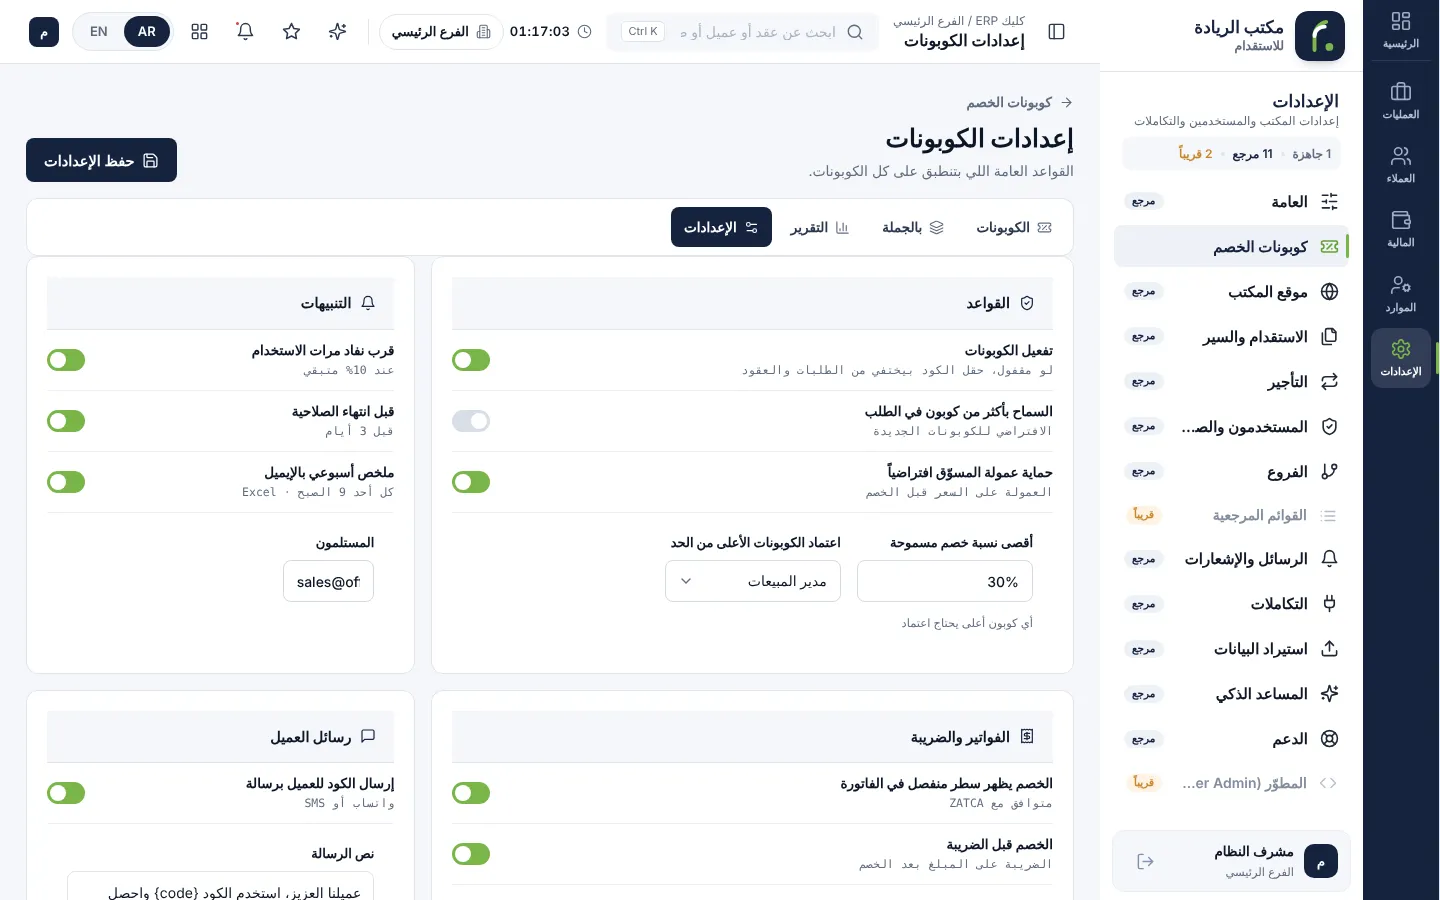 الرئيسية
العمليات
العملاء
المالية
الموارد
الإعدادات
مكتب الريادة
للاستقدام
الإعدادات
إعدادات المكتب والمستخدمين والتكاملات
1 جاهزة • 11 مرجع • 2 قريباً
العامة مرجع
كوبونات الخصم
موقع المكتب مرجع
الاستقدام والسير مرجع
التأجير مرجع
المستخدمون والصـ... مرجع
الفروع مرجع
القوائم المرجعية قريباً
الرسائل والإشعارات مرجع
التكاملات مرجع
استيراد البيانات مرجع
المساعد الذكي مرجع
الدعم مرجع
المطوّر (er Admin... قريباً
م
مشرف النظام
الفرع الرئيسي
كليك ERP / الفرع الرئيسي
إعدادات الكوبونات
ابحث عن عقد أو عميل أو Ctrl K
01:17:03
الفرع الرئيسي
AR EN
م
كوبونات الخصم
إعدادات الكوبونات
القواعد العامة اللي بتنطبق على كل الكوبونات.
حفظ الإعدادات
الكوبونات
بالجملة
التقرير
الإعدادات
القواعد
تفعيل الكوبونات
لو مقفول، حقل الكود بيختفي من الطلبات والعقود
السماح بأكثر من كوبون في الطلب
الافتراضي للكوبونات الجديدة
حماية عمولة المسوّق افتراضياً
العمولة على السعر قبل الخصم
أقصى نسبة خصم مسموحة
30%
أي كوبون أعلى يحتاج اعتماد
اعتماد الكوبونات الأعلى من الحد
مدير المبيعات
التنبيهات
قرب نفاد مرات الاستخدام
عند 10% متبقي
قبل انتهاء الصلاحية
قبل 3 أيام
ملخص أسبوعي بالإيميل
كل أحد 9 الصبح · Excel
المستلمون
sales@of
الفواتير والضريبة
الخصم يظهر سطر منفصل في الفاتورة
متوافق مع ZATCA
الخصم قبل الضريبة
الضريبة على المبلغ بعد الخصم
رسائل العميل
إرسال الكود للعميل برسالة
واتساب أو SMS
نص الرسالة
عميلنا العزيز، استخدم الكود {code} واحصل